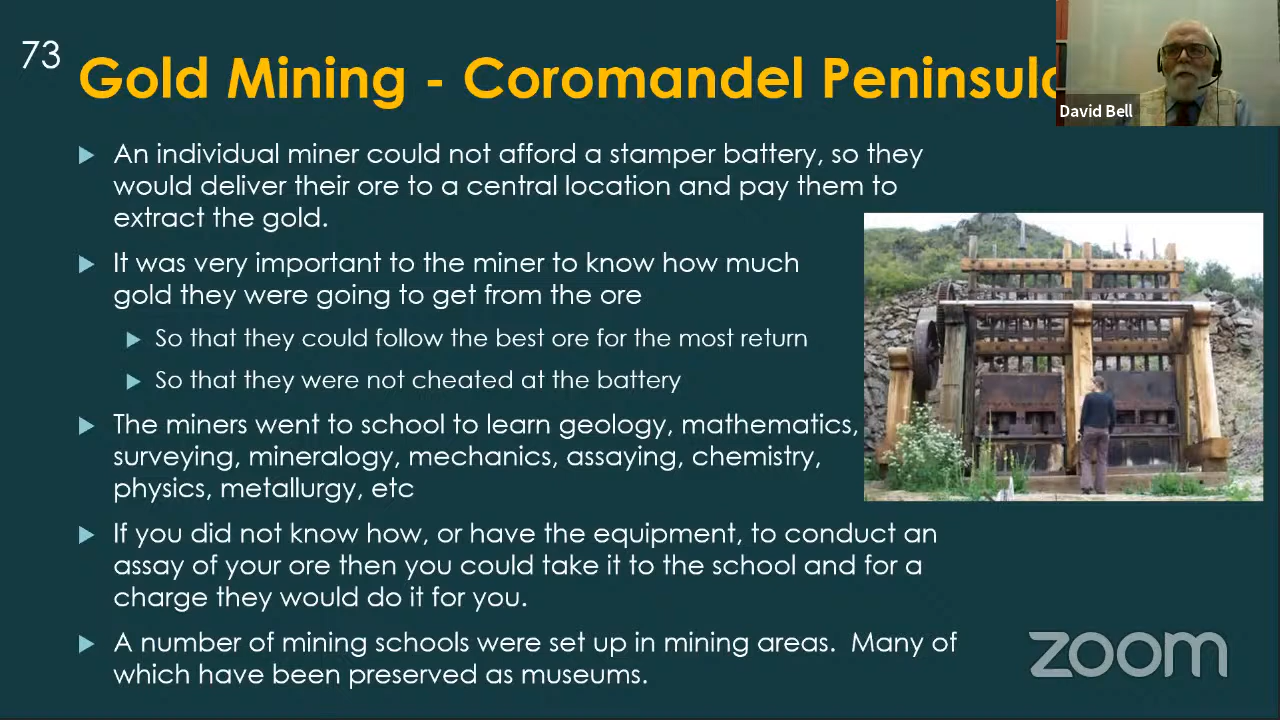 73
Gold Mining - Coromandel Peninsula
David Bell
An individual miner could not afford a stamper battery, so they
would deliver their ore to a central location and pay them to
extract the gold.
It was very important to the miner to know how much
gold they were going to get from the ore
So that they could follow the best ore for the most return
So that they were not cheated at the battery
The miners went to school to learn geology, mathematics,
surveying, mineralogy, mechanics, assaying, chemistry,
physics, metallurgy, etc
If you did not know how, or have the equipment, to conduct an
assay of your ore then you could take it to the school and for a
charge they would do it for you.
A number of mining schools were set up in mining areas.  Many of
which have been preserved as museums.
zoom